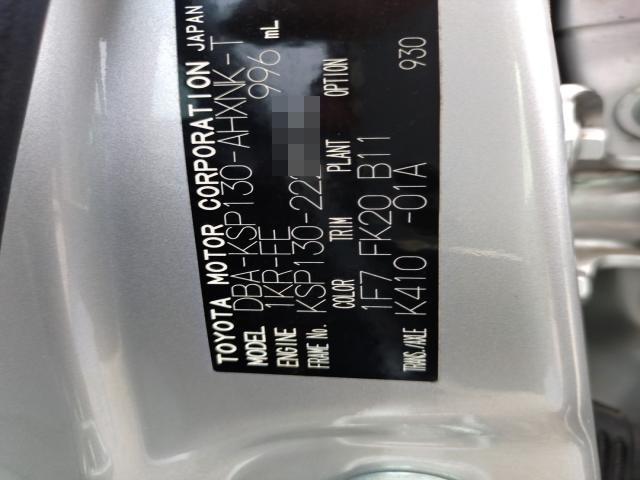 TOYOTA MOTOR CORPORATION JAPAN
MODEL DBA-KSP130-AHXNK-T
ENGINE 1KR-FE 996 mL
FRAME No. KSP130-222
COLOR TRIM PLANT OPTION
1F7 FK20 B11 930
TRANS./AXLE K410 -01A